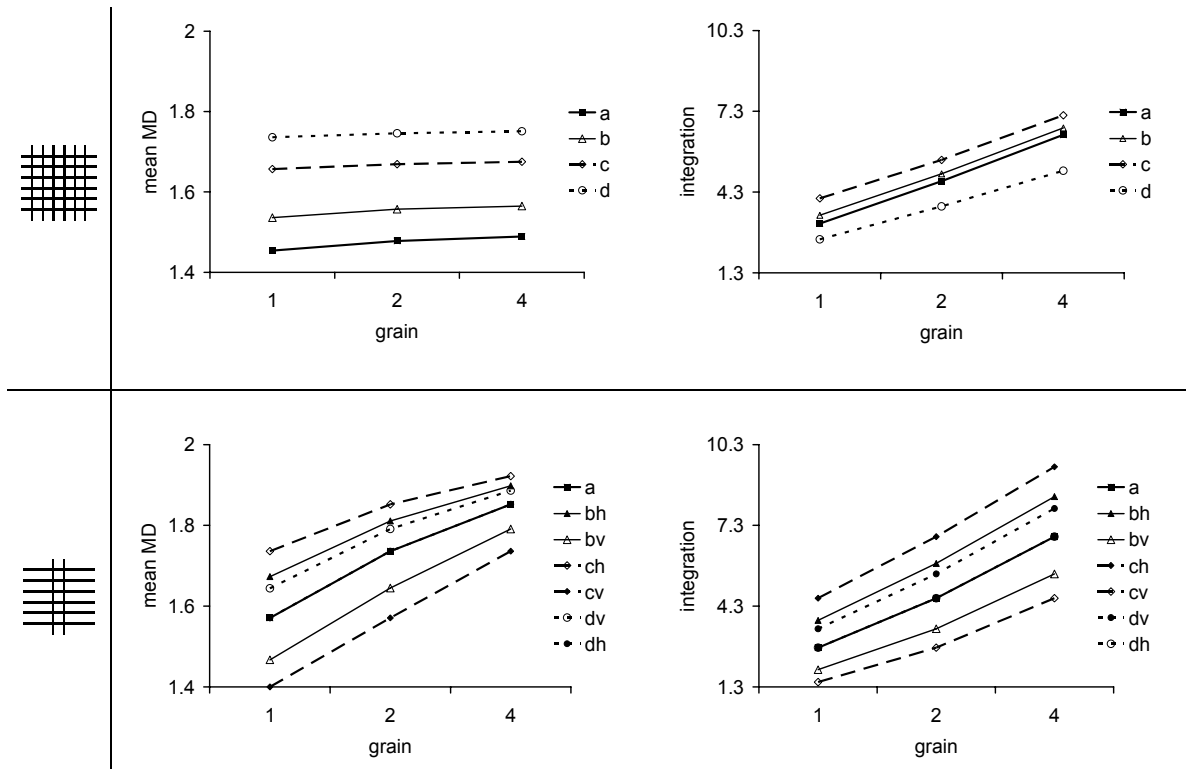 2
1.8
1.6
1.4
mean MD
1 2 4
grain
a
b
c
d
10.3
7.3
4.3
1.3
integration
1 2 4
grain
a
b
c
d
2
1.8
1.6
1.4
mean MD
1 2 4
grain
a
bh
bv
ch
cv
dv
dh
10.3
7.3
4.3
1.3
integration
1 2 4
grain
a
bh
bv
ch
cv
dv
dh